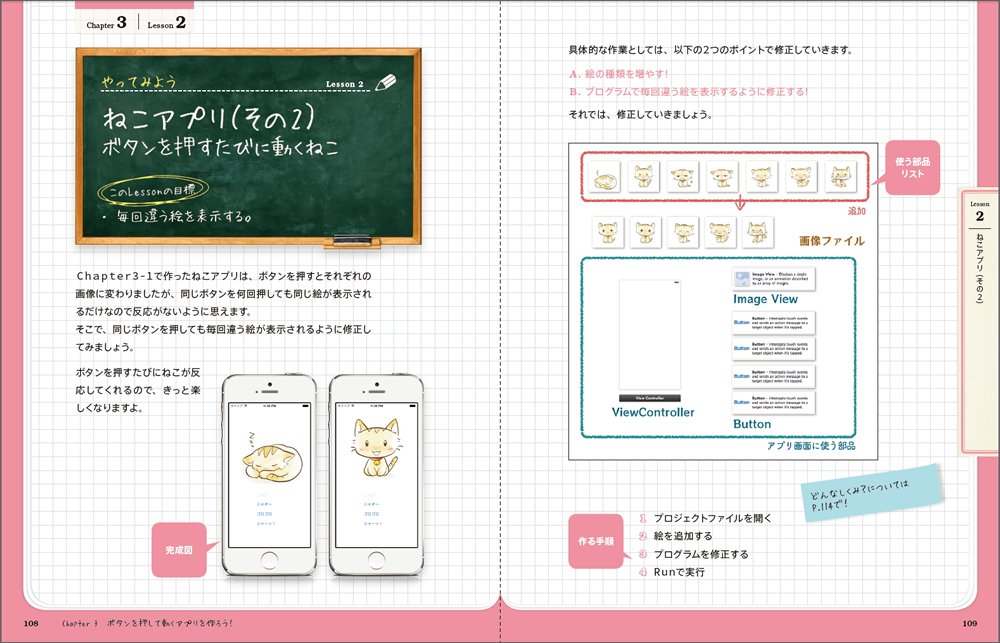 Chapter 3 Lesson 2
やってみよう
Lesson 2
ねこアプリ(その2)
ボタンを押すたびに動くねこ
このLessonの目標
・毎回違う絵を表示する。
Chapter3-1で作ったねこアプリは、ボタンを押すとそれぞれの
画像に変わりましたが、同じボタンを何回押しても同じ絵が表示され
るだけなので反応がないように思えます。
そこで、同じボタンを押しても毎回違う絵が表示されるように修正し
てみましょう。
ボタンを押すたびにねこが反
応してくれるので、きっと楽
しくなりますよ。
完成図
108
Chapter 3 ボタンを押して動くアプリを作ろう!
具体的な作業としては、以下の2つのポイントで修正していきます。
A. 絵の種類を増やす!
B. プログラムで毎回違う絵を表示するように修正する!
それでは、修正していきましょう。
使う部品
リスト
追加
画像ファイル
Image View - Displays a single
image, or an animation described
by an array of images.
Image View
Button
Button - Intercepts touch events
and sends an action message to a
target object when it's tapped.
Button
Button - Intercepts touch events
and sends an action message to a
target object when it's tapped.
Button
Button - Intercepts touch events
and sends an action message to a
target object when it's tapped.
Button
Button - Intercepts touch events
and sends an action message to a
target object when it's tapped.
View Controller
ViewController
Button
アプリ画面に使う部品
どんなしくみ?については
P.114で!
作る手順
1 プロジェクトファイルを開く
2 絵を追加する
3 プログラムを修正する
4 Runで実行
Lesson
2
ねこアプリ(その2)
109